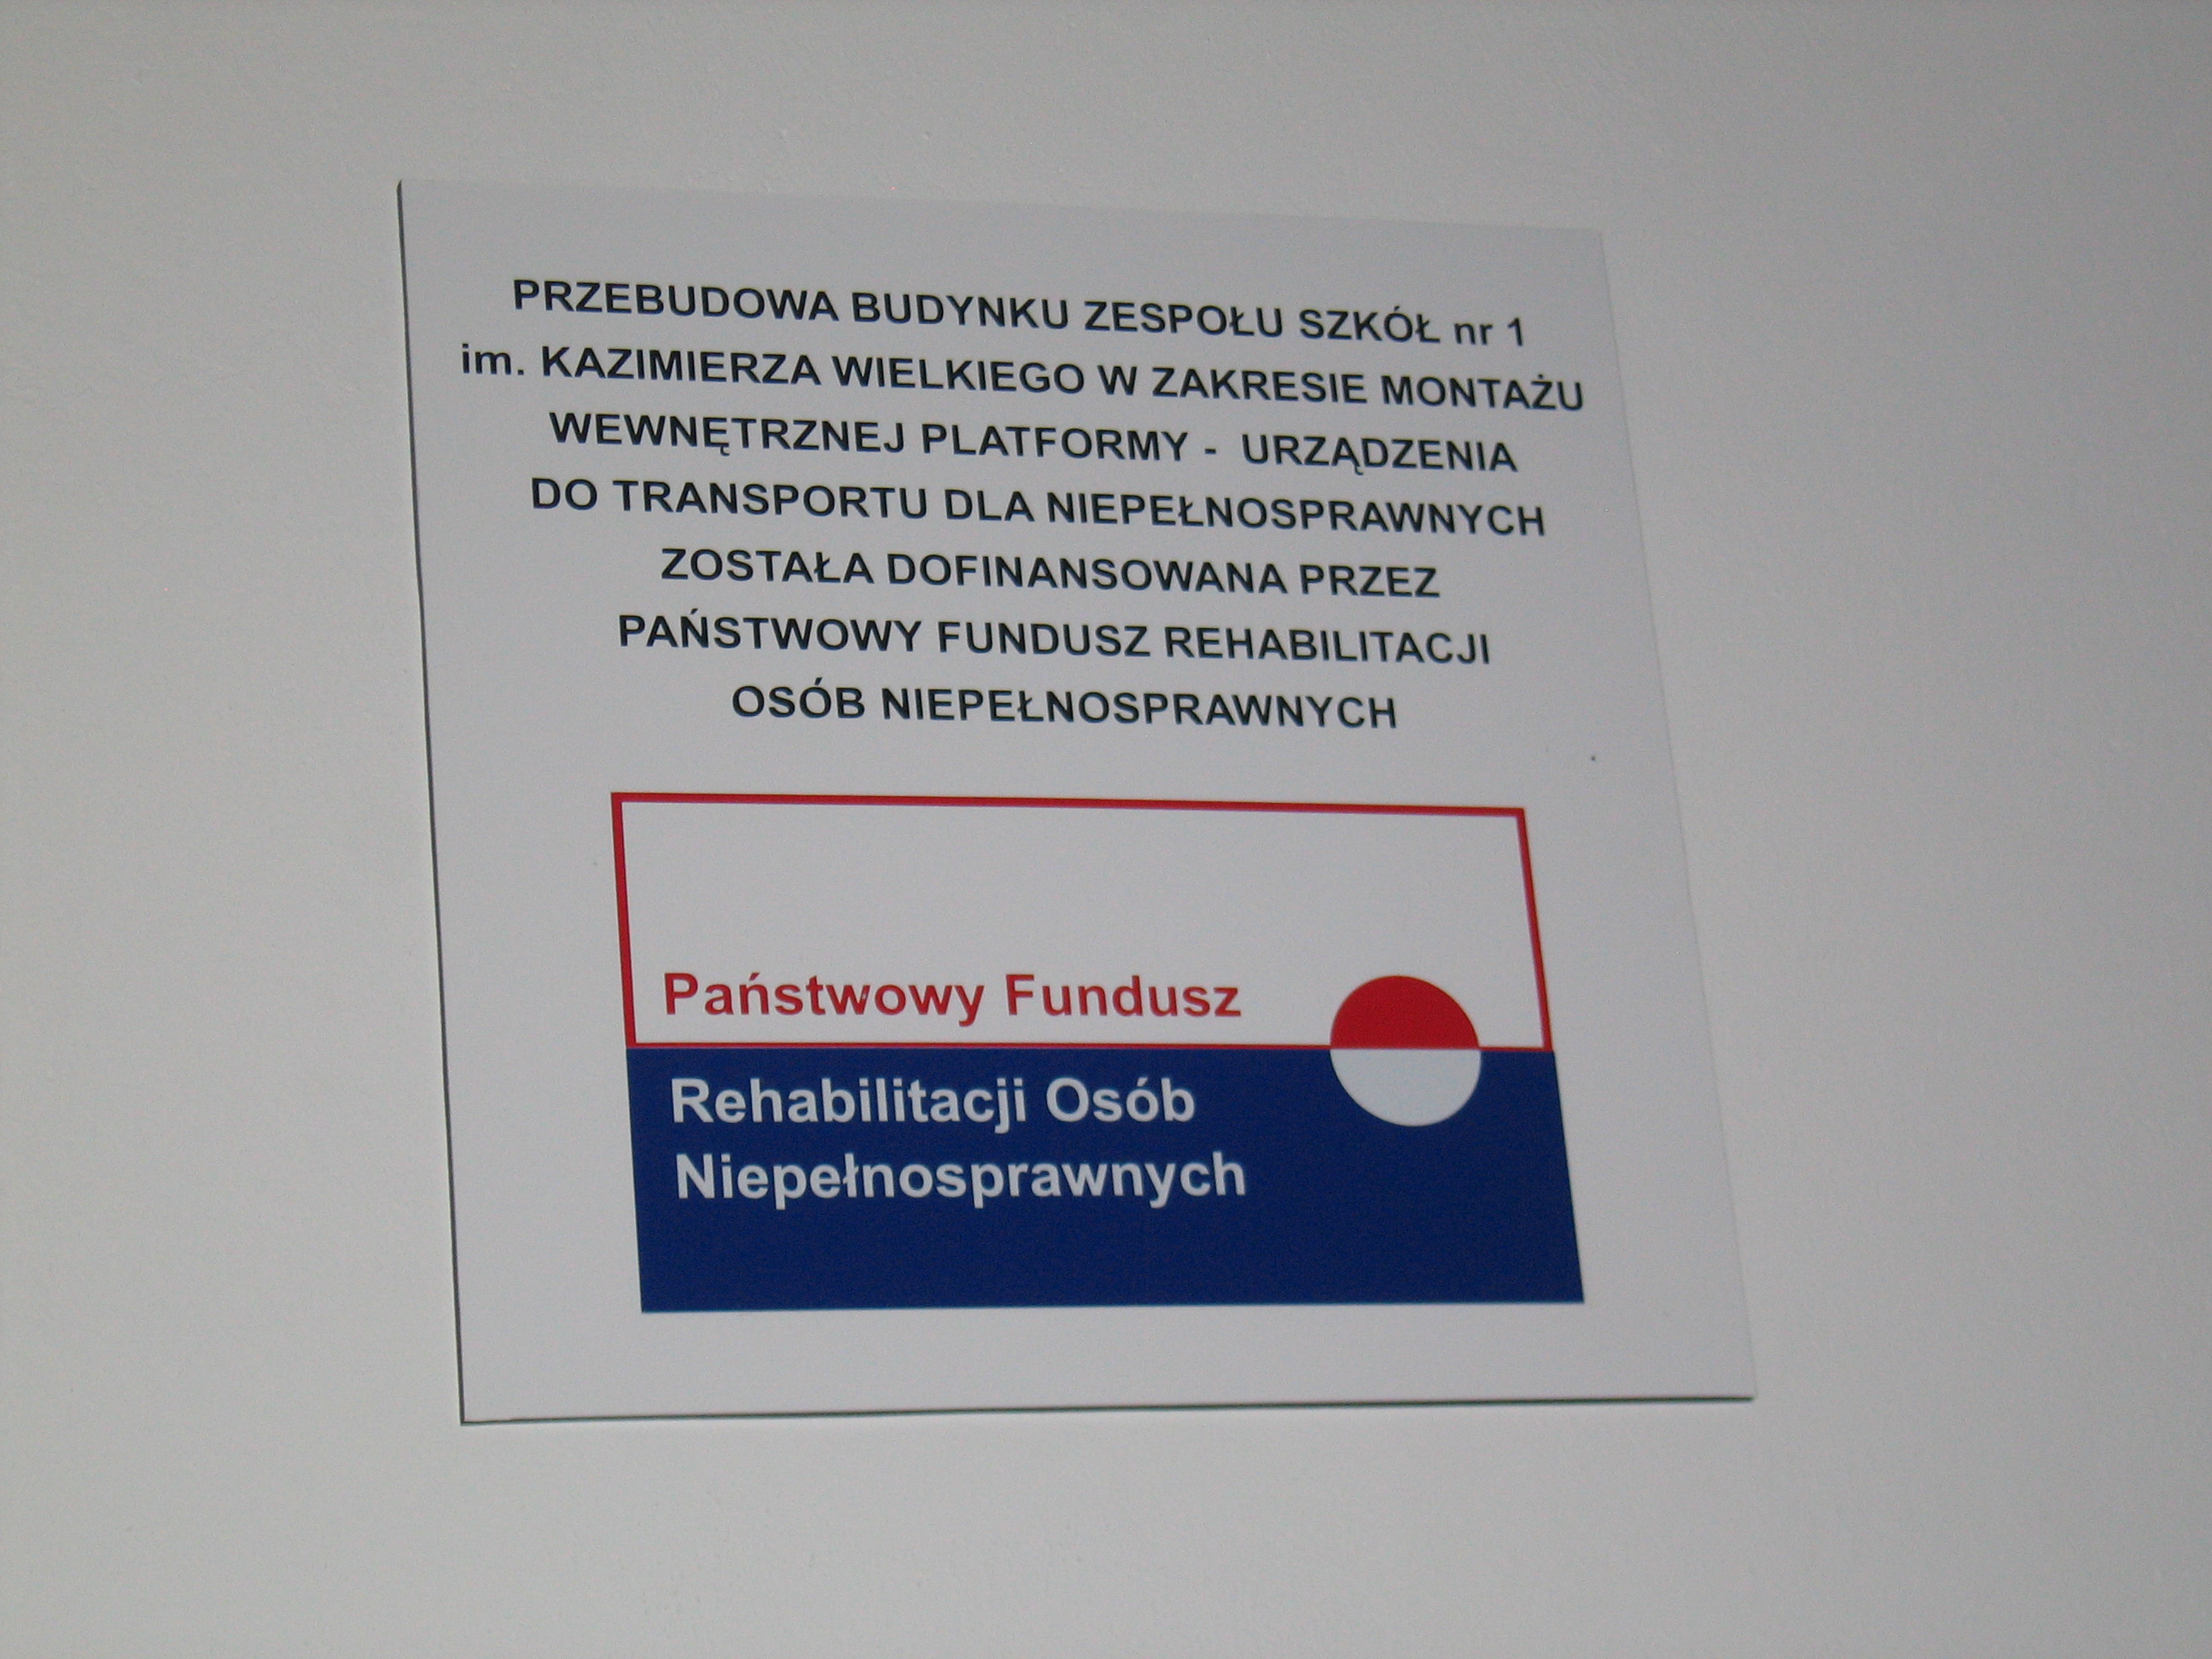 PRZEBUDOWA BUDYNKU ZESPOŁU SZKÓŁ nr 1
im. KAZIMIERZA WIELKIEGO W ZAKRESIE MONTAŻU
WEWNĘTRZNEJ PLATFORMY - URZĄDZENIA
DO TRANSPORTU DLA NIEPEŁNOSPRAWNYCH
ZOSTAŁA DOFINANSOWANA PRZEZ
PAŃSTWOWY FUNDUSZ REHABILITACJI
OSÓB NIEPEŁNOSPRAWNYCH
Państwowy Fundusz
Rehabilitacji Osób
Niepełnosprawnych